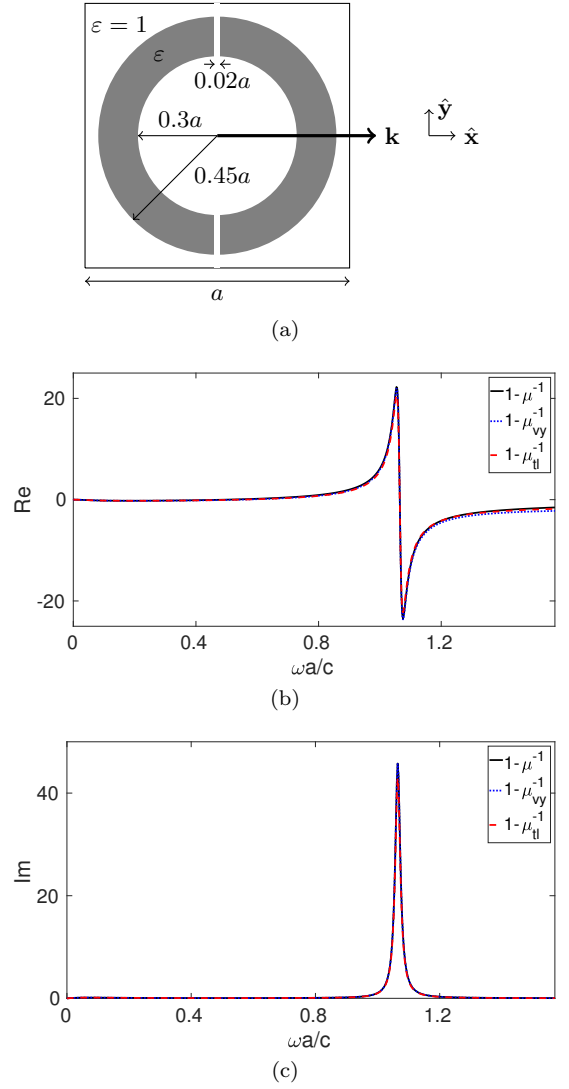 ε = 1
ε
0.02a
0.3a
k
ŷ
x̂
0.45a
a
(a)
20
0
-20
Re
1-μ⁻¹
1-μ_vy⁻¹
1-μ_tl⁻¹
0 0.4 0.8 1.2
ωa/c
(b)
40
20
0
Im
1-μ⁻¹
1-μ_vy⁻¹
1-μ_tl⁻¹
0 0.4 0.8 1.2
ωa/c
(c)